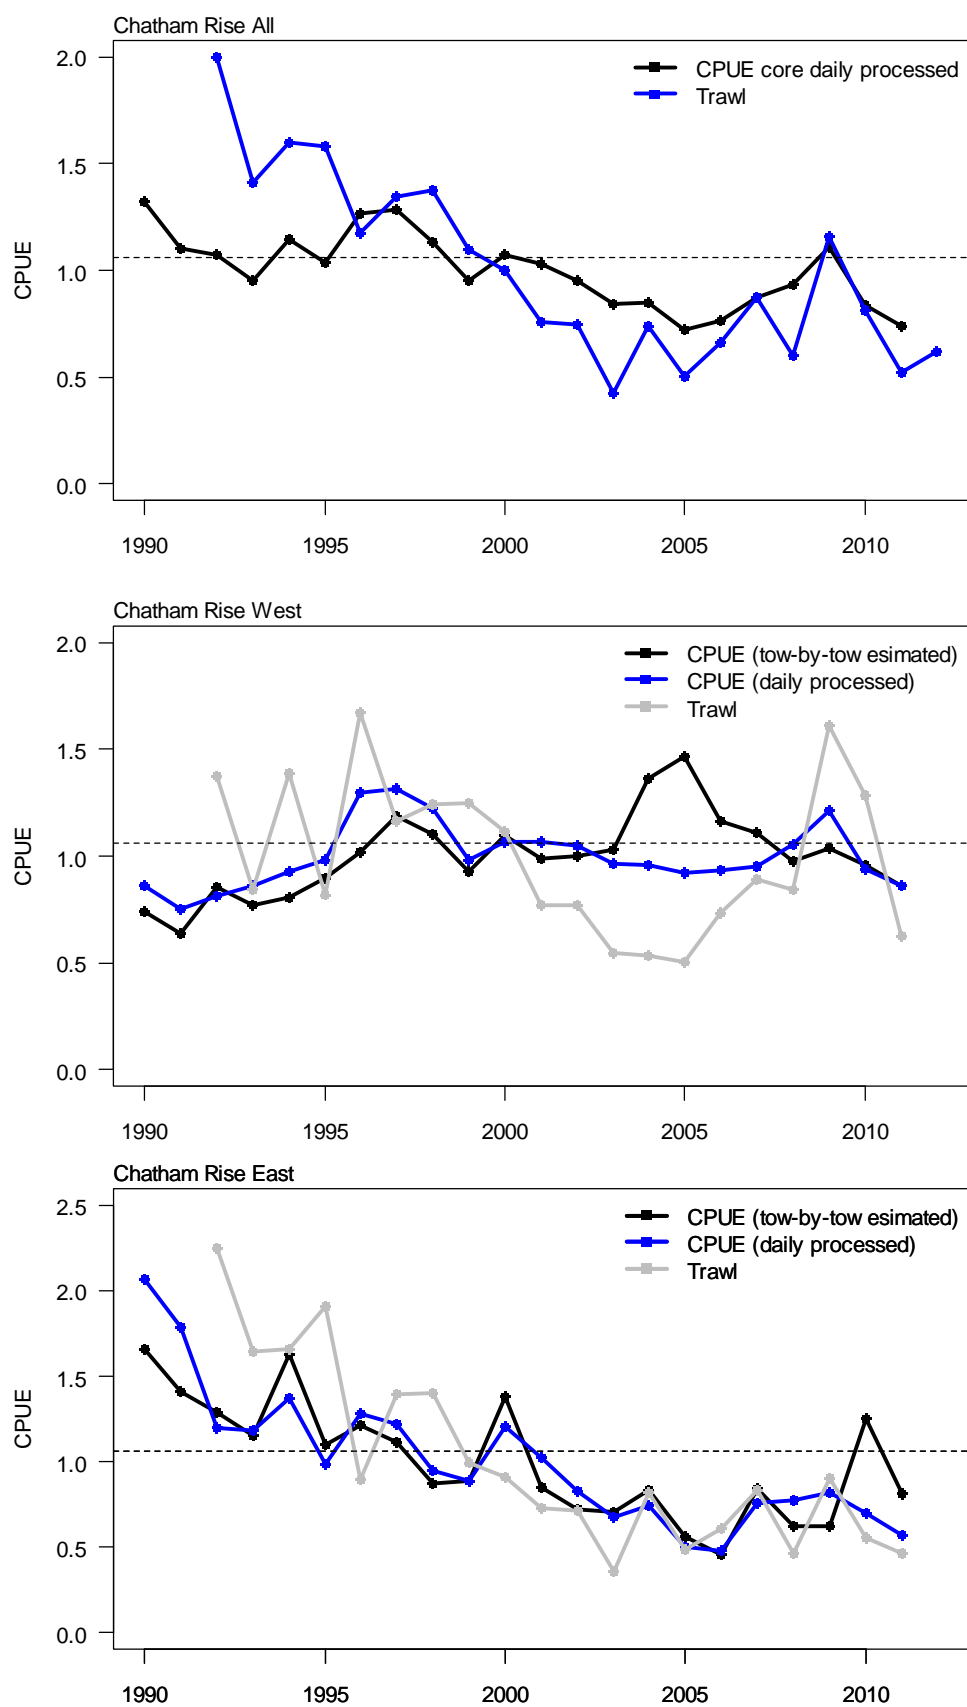 Chatham Rise All
CPUE core daily processed
Trawl
2.0
1.5
1.0
0.5
0.0
CPUE
1990 1995 2000 2005 2010
Chatham Rise West
CPUE (tow-by-tow esimated)
CPUE (daily processed)
Trawl
2.0
1.5
1.0
0.5
0.0
CPUE
1990 1995 2000 2005 2010
Chatham Rise East
CPUE (tow-by-tow esimated)
CPUE (daily processed)
Trawl
2.5
2.0
1.5
1.0
0.5
0.0
CPUE
1990 1995 2000 2005 2010